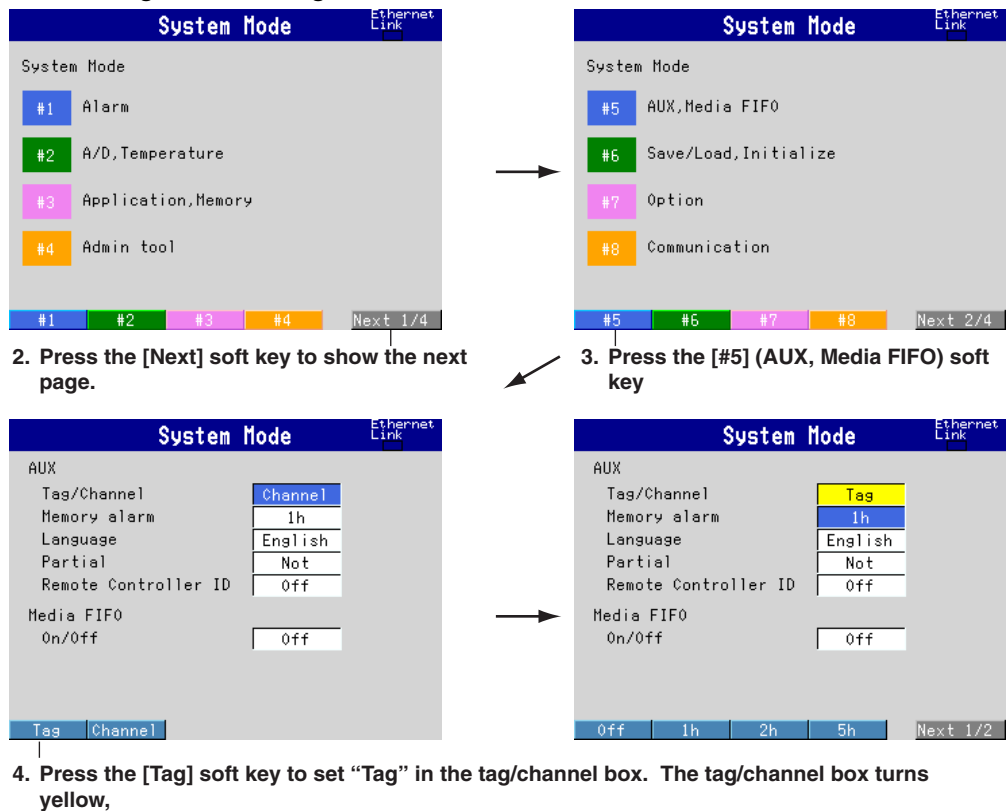 System Mode
Ethernet
Link
System Mode
#1 Alarm
#2 A/D,Temperature
#3 Application,Memory
#4 Admin tool
#1 #2 #3 #4 Next 1/4
System Mode
Ethernet
Link
System Mode
#5 AUX,Media FIFO
#6 Save/Load,Initialize
#7 Option
#8 Communication
#5 #6 #7 #8 Next 2/4
2. Press the [Next] soft key to show the next
page.
3. Press the [#5] (AUX, Media FIFO) soft
key
System Mode
Ethernet
Link
AUX
Tag/Channel Channel
Memory alarm 1h
Language English
Partial Not
Remote Controller ID Off
Media FIFO
On/Off Off
Tag Channel
System Mode
Ethernet
Link
AUX
Tag/Channel Tag
Memory alarm 1h
Language English
Partial Not
Remote Controller ID Off
Media FIFO
On/Off Off
Off 1h 2h 5h Next 1/2
4. Press the [Tag] soft key to set “Tag” in the tag/channel box. The tag/channel box turns
yellow,